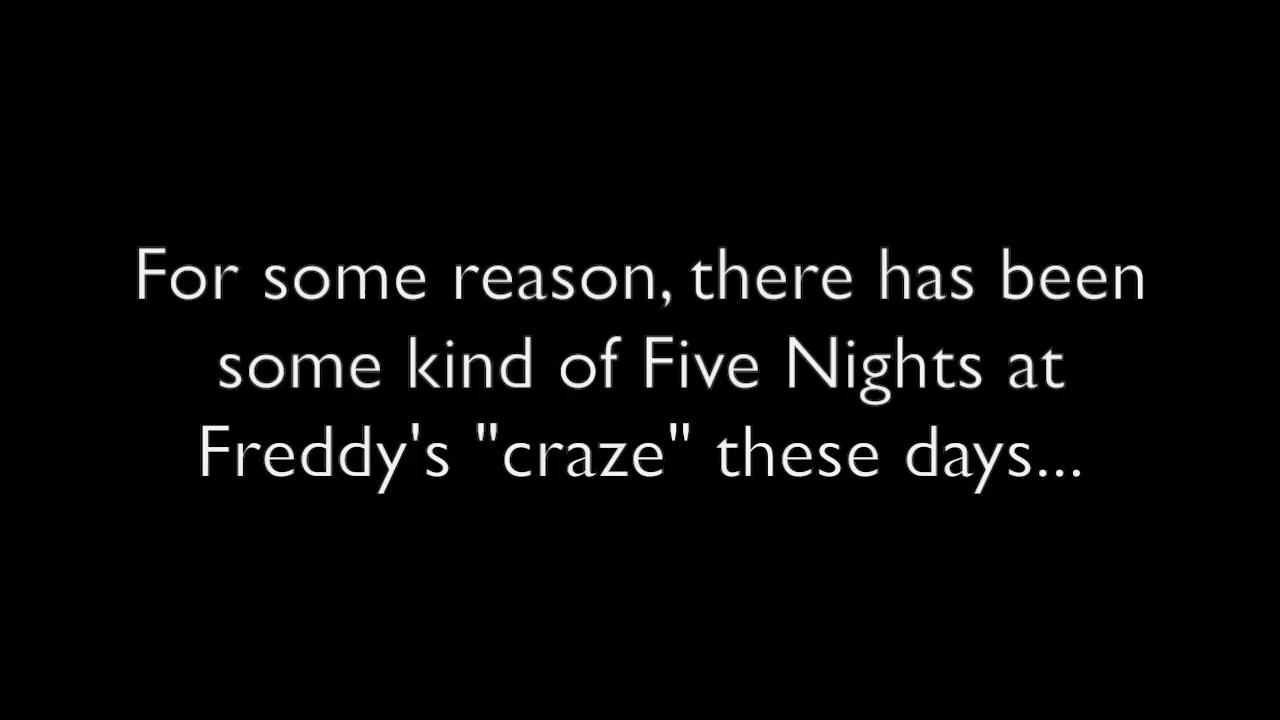 For some reason, there has been
some kind of Five Nights at
Freddy's "craze" these days...